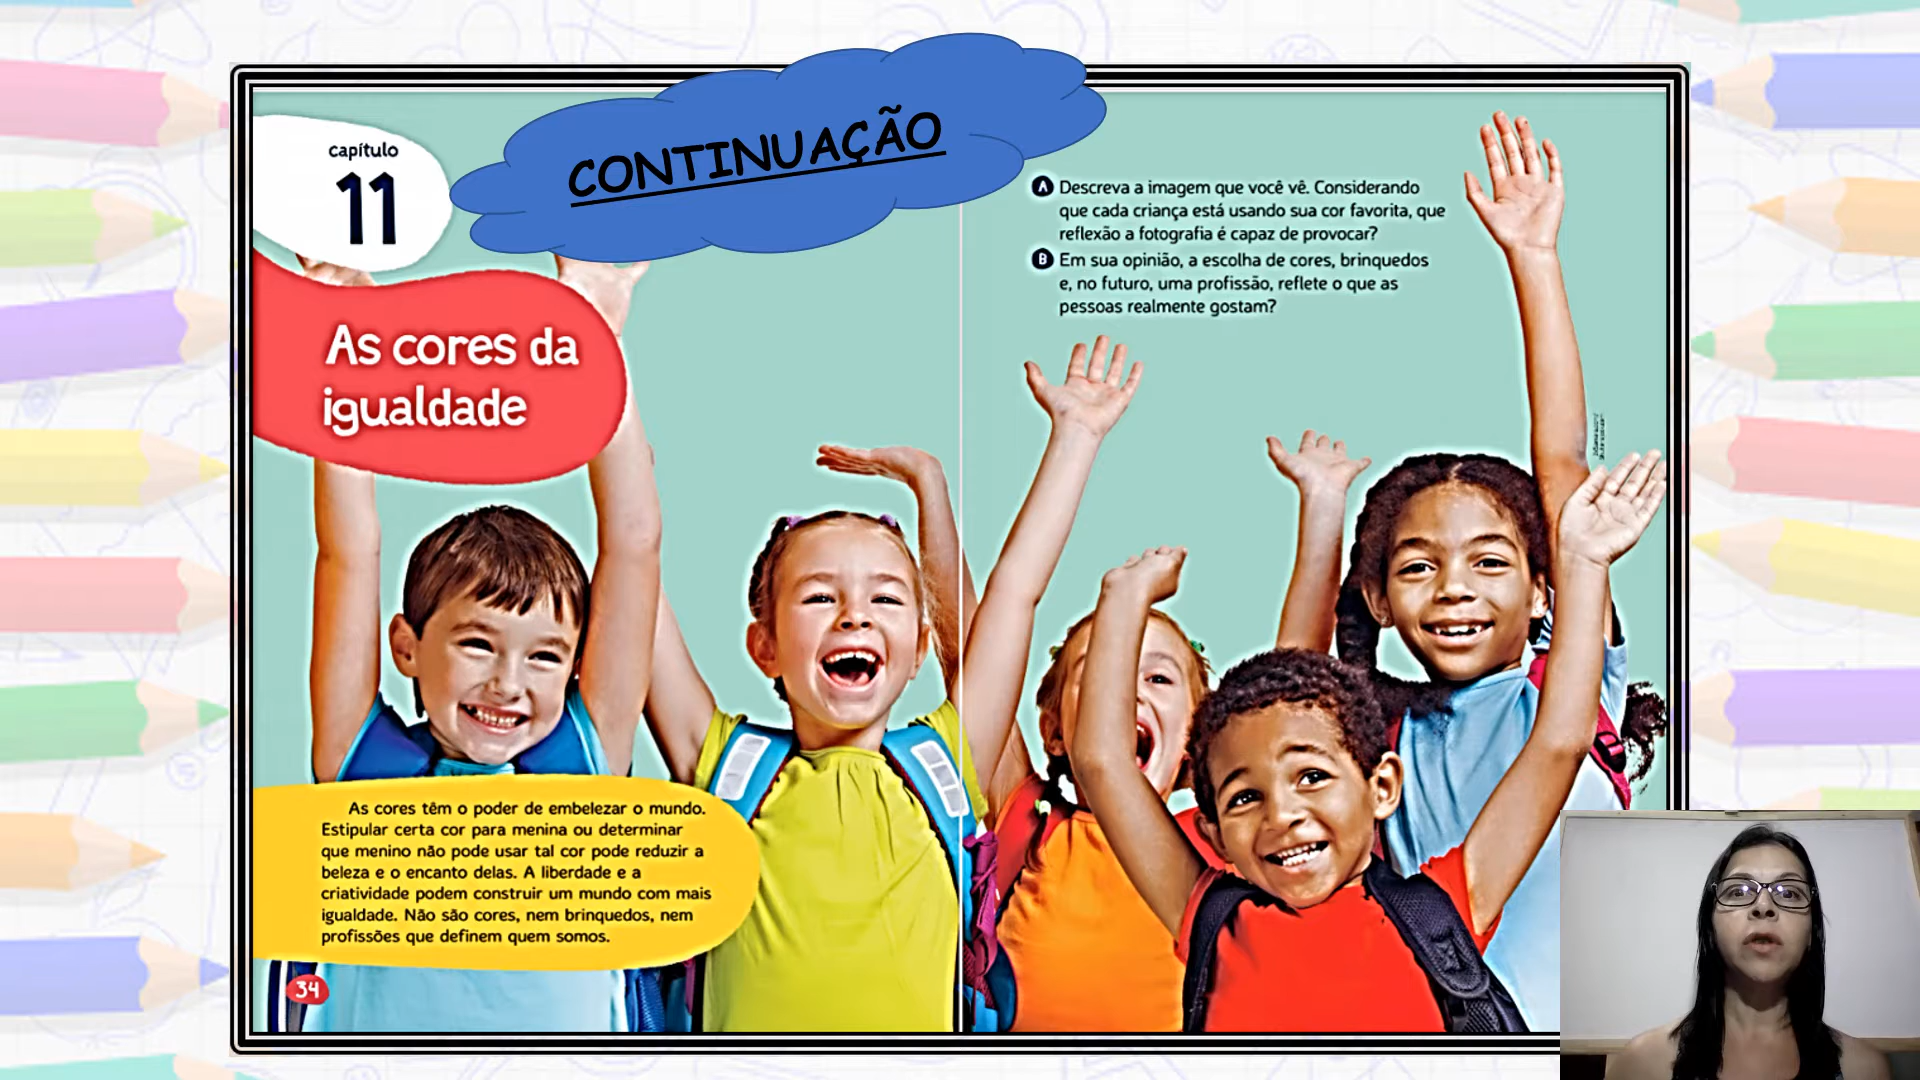 CONTINUAÇÃO
capítulo
11
As cores da
igualdade
A Descreva a imagem que você vê. Considerando
que cada criança está usando sua cor favorita, que
reflexão a fotografia é capaz de provocar?
B Em sua opinião, a escolha de cores, brinquedos
e, no futuro, uma profissão, reflete o que as
pessoas realmente gostam?
As cores têm o poder de embelezar o mundo.
Estipular certa cor para menina ou determinar
que menino não pode usar tal cor pode reduzir a
beleza e o encanto delas. A liberdade e a
criatividade podem construir um mundo com mais
igualdade. Não são cores, nem brinquedos, nem
profissões que definem quem somos.
34